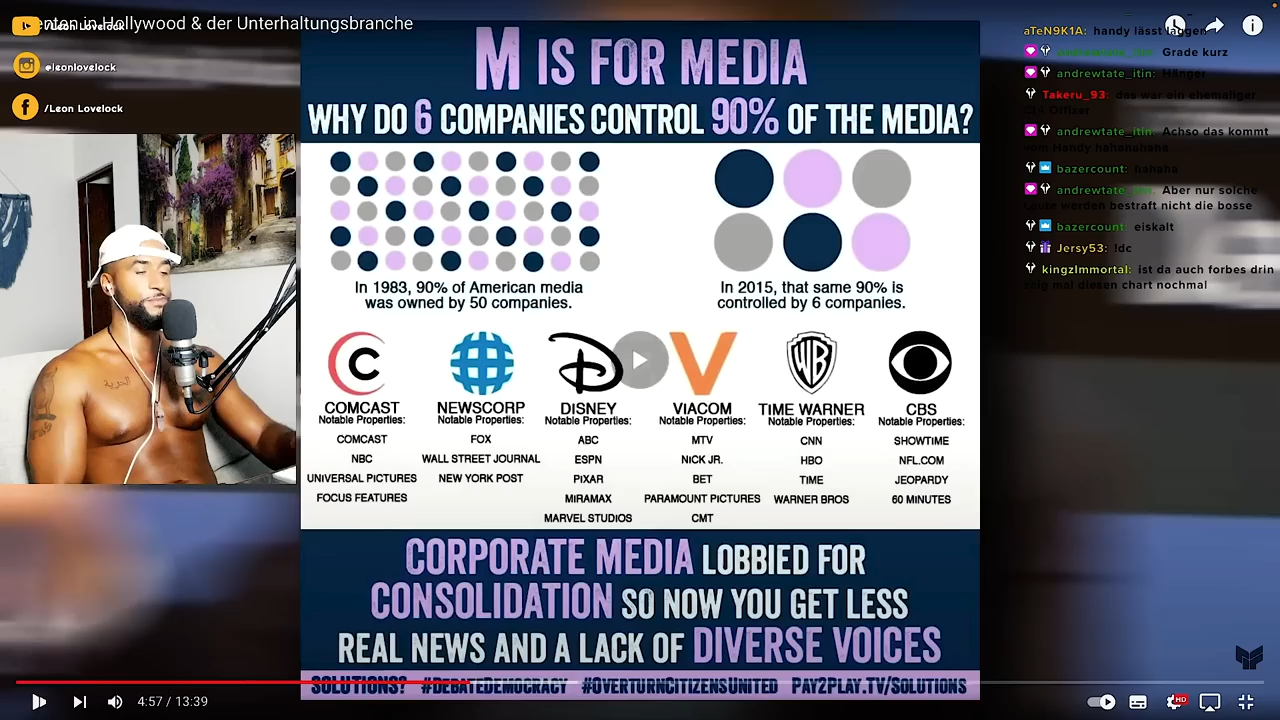 enten in Hollywood & der Unterhaltungsbranche
/Leon Lovelock
@leonlovelock
/Leon Lovelock
M IS FOR MEDIA
WHY DO 6 COMPANIES CONTROL 90% OF THE MEDIA?
In 1983, 90% of American media
was owned by 50 companies.
In 2015, that same 90% is
controlled by 6 companies.
C
WB
COMCAST
Notable Properties:
COMCAST
NBC
UNIVERSAL PICTURES
FOCUS FEATURES
NEWSCORP
Notable Properties:
FOX
WALL STREET JOURNAL
NEW YORK POST
DISNEY
Notable Properties:
ABC
ESPN
PIXAR
MIRAMAX
MARVEL STUDIOS
VIACOM
Notable Properties:
MTV
NICK JR.
BET
PARAMOUNT PICTURES
CMT
TIME WARNER
Notable Properties:
CNN
HBO
TIME
WARNER BROS
CBS
Notable Properties:
SHOWTIME
NFL.COM
JEOPARDY
60 MINUTES
CORPORATE MEDIA LOBBIED FOR
CONSOLIDATION SO NOW YOU GET LESS
REAL NEWS AND A LACK OF DIVERSE VOICES
SOLUTIONS? #DEBATEDEMOCRACY #OVERTURNCITIZENSUNITED PAY2PLAY.TV/SOLUTIONS
aTeN9K1A: handy lässt laggen
andrewtate_itin: Grade kurz
andrewtate_itin: Hänger
Takeru_93: das war ein ehemaliger
CIA Offizer
andrewtate_itin: Achso das kommt
vom Handy hahahahaha
bazercount: hahaha
andrewtate_itin: Aber nur solche
Leute werden bestraft nicht die bosse
bazercount: eiskalt
Jersy53: !dc
kingzImmortal: ist da auch forbes drin
zeig mal diesen chart nochmal
4:57 / 13:39
HD